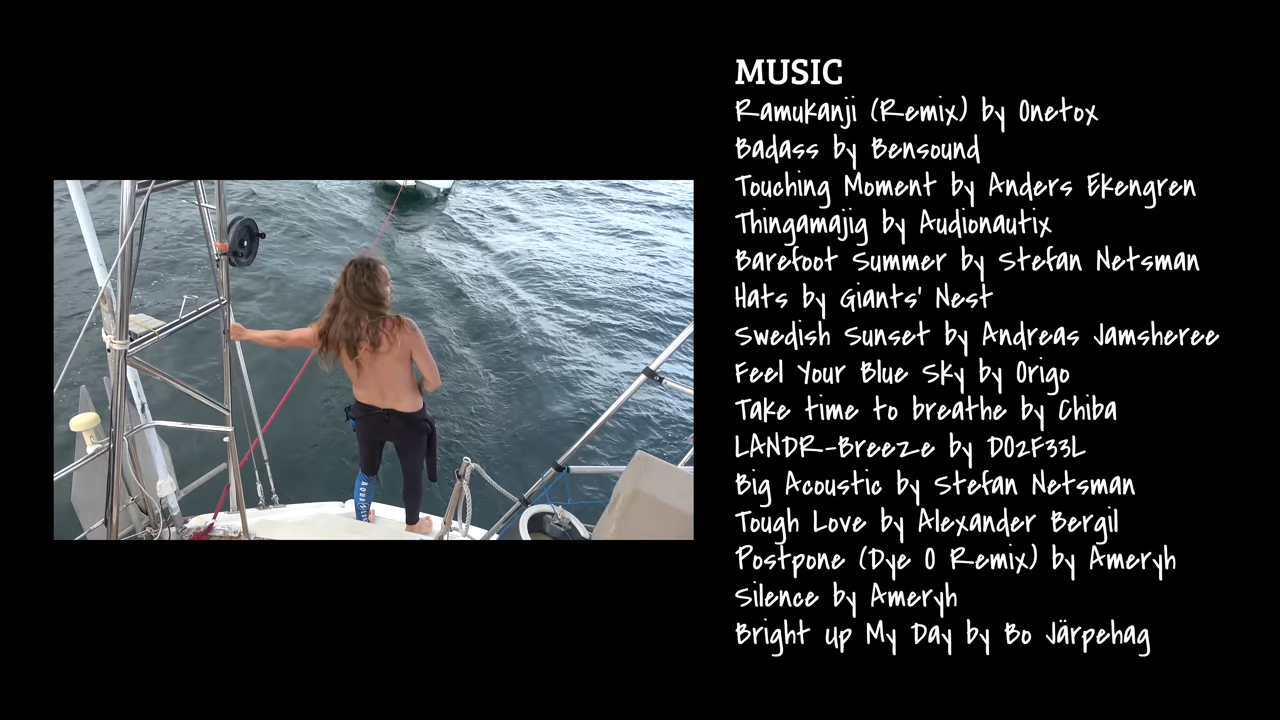 MUSIC
Ramukanji (Remix) by Onetox
Badass by Bensound
Touching Moment by Anders Ekengren
Thingamajig by Audionautix
Barefoot Summer by Stefan Netsman
Hats by Giants' Nest
Swedish Sunset by Andreas Jamsheree
Feel Your Blue Sky by Origo
Take time to breathe by Chiba
LANDR-Breeze by DO2F33L
Big Acoustic by Stefan Netsman
Tough Love by Alexander Bergil
Postpone (Dye O Remix) by Ameryh
Silence by Ameryh
Bright up My Day by Bo Järpehag